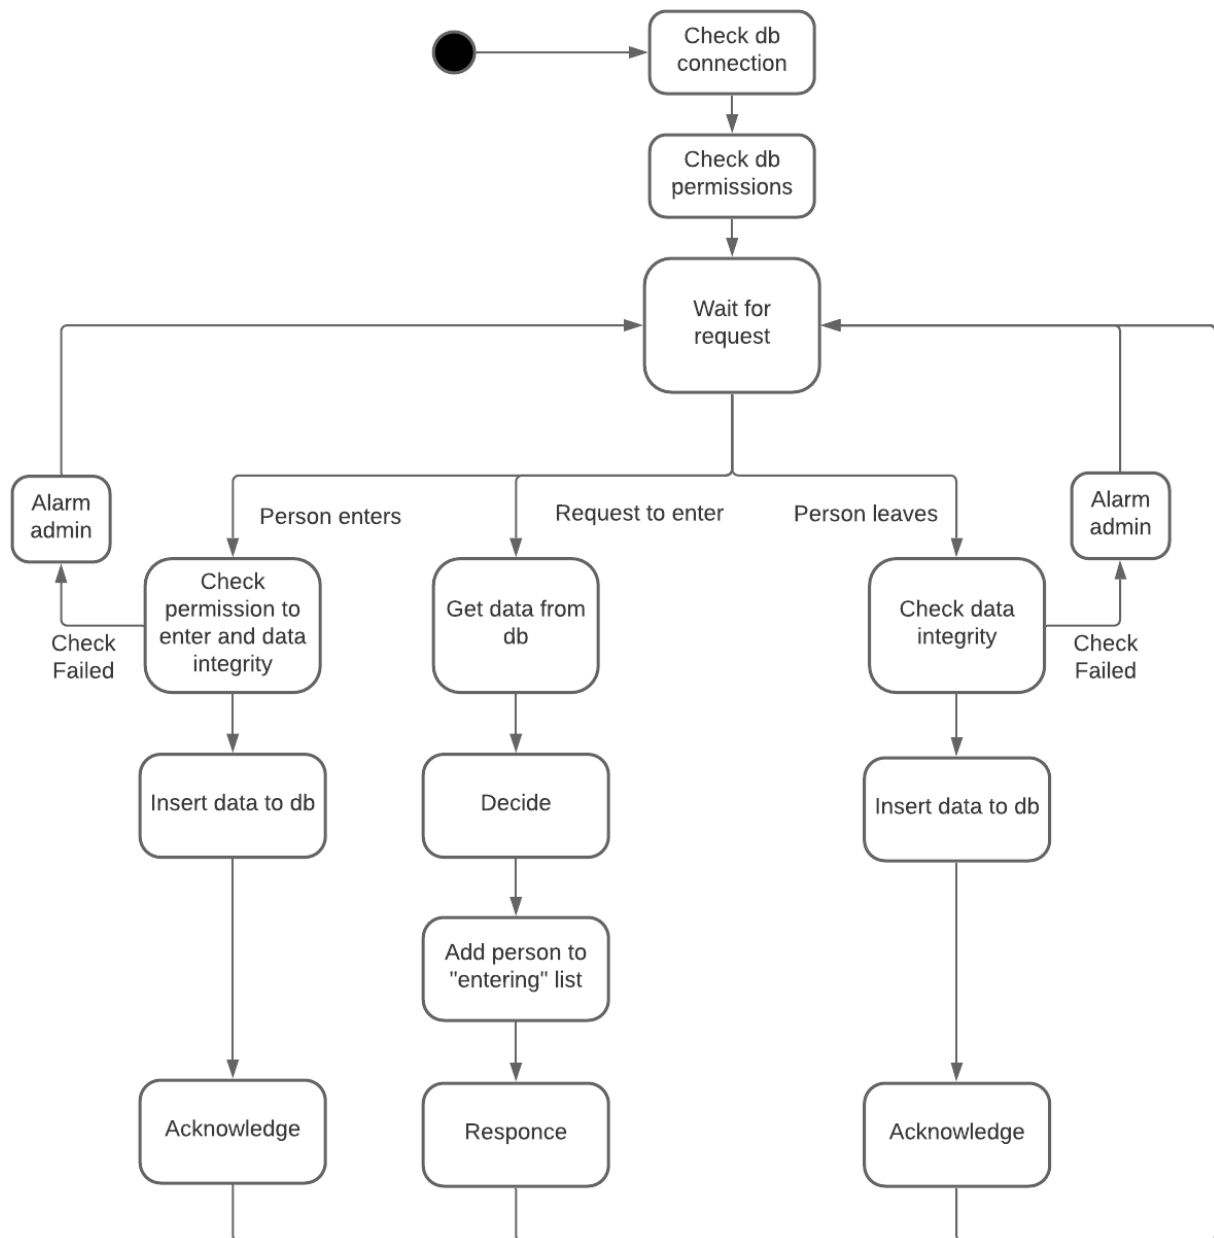 Check db
connection
Check db
permissions
Wait for
request
Alarm
admin
Person enters
Request to enter
Person leaves
Alarm
admin
Check
permission to
enter and data
integrity
Check
Failed
Get data from
db
Check data
integrity
Check
Failed
Insert data to db
Decide
Insert data to db
Add person to
"entering" list
Acknowledge
Responce
Acknowledge